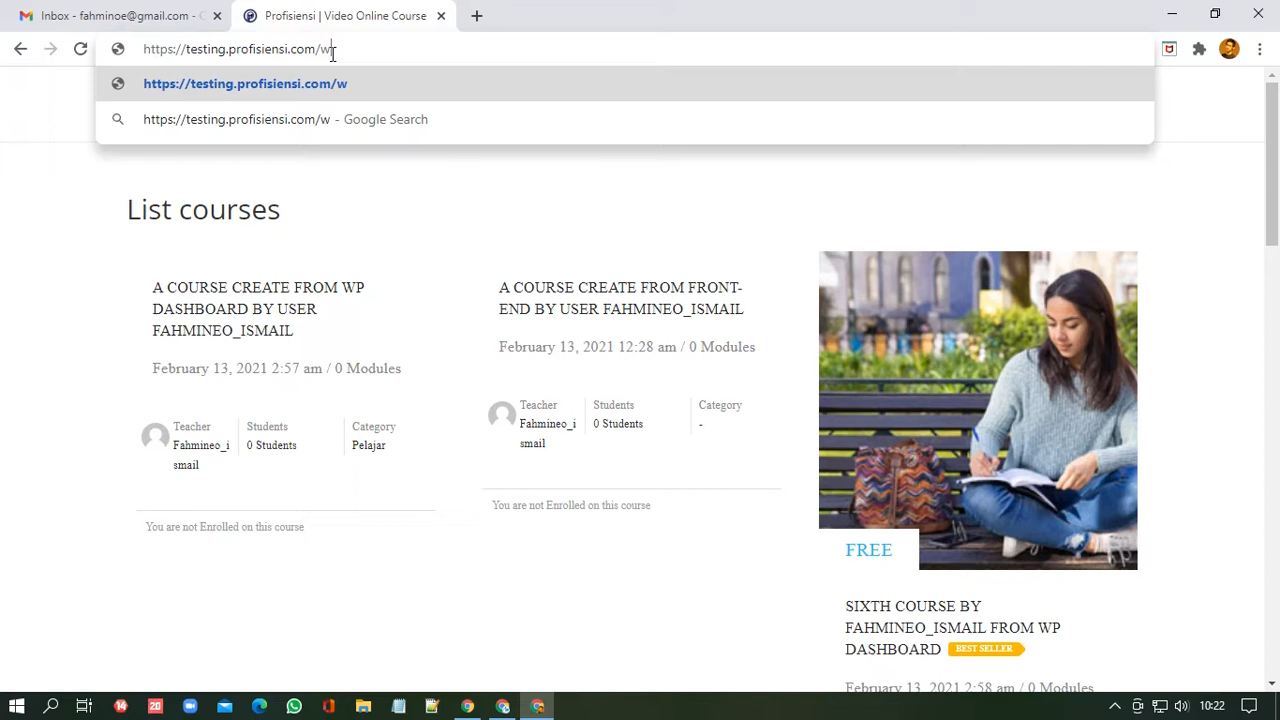 Inbox - fahminoe@gmail.com - G
Profisiensi | Video Online Course
https://testing.profisiensi.com/w
https://testing.profisiensi.com/w
https://testing.profisiensi.com/w - Google Search
List courses
A COURSE CREATE FROM WP
DASHBOARD BY USER
FAHMINEO_ISMAIL
February 13, 2021 2:57 am / 0 Modules
Teacher
Fahmineo_i
smail
Students
0 Students
Category
Pelajar
You are not Enrolled on this course
A COURSE CREATE FROM FRONT-
END BY USER FAHMINEO_ISMAIL
February 13, 2021 12:28 am / 0 Modules
Teacher
Fahmineo_i
smail
Students
0 Students
Category
-
You are not Enrolled on this course
FREE
SIXTH COURSE BY
FAHMINEO_ISMAIL FROM WP
DASHBOARD BEST SELLER
February 13, 2021 2:58 am / 0 Modules
14
20
10:22